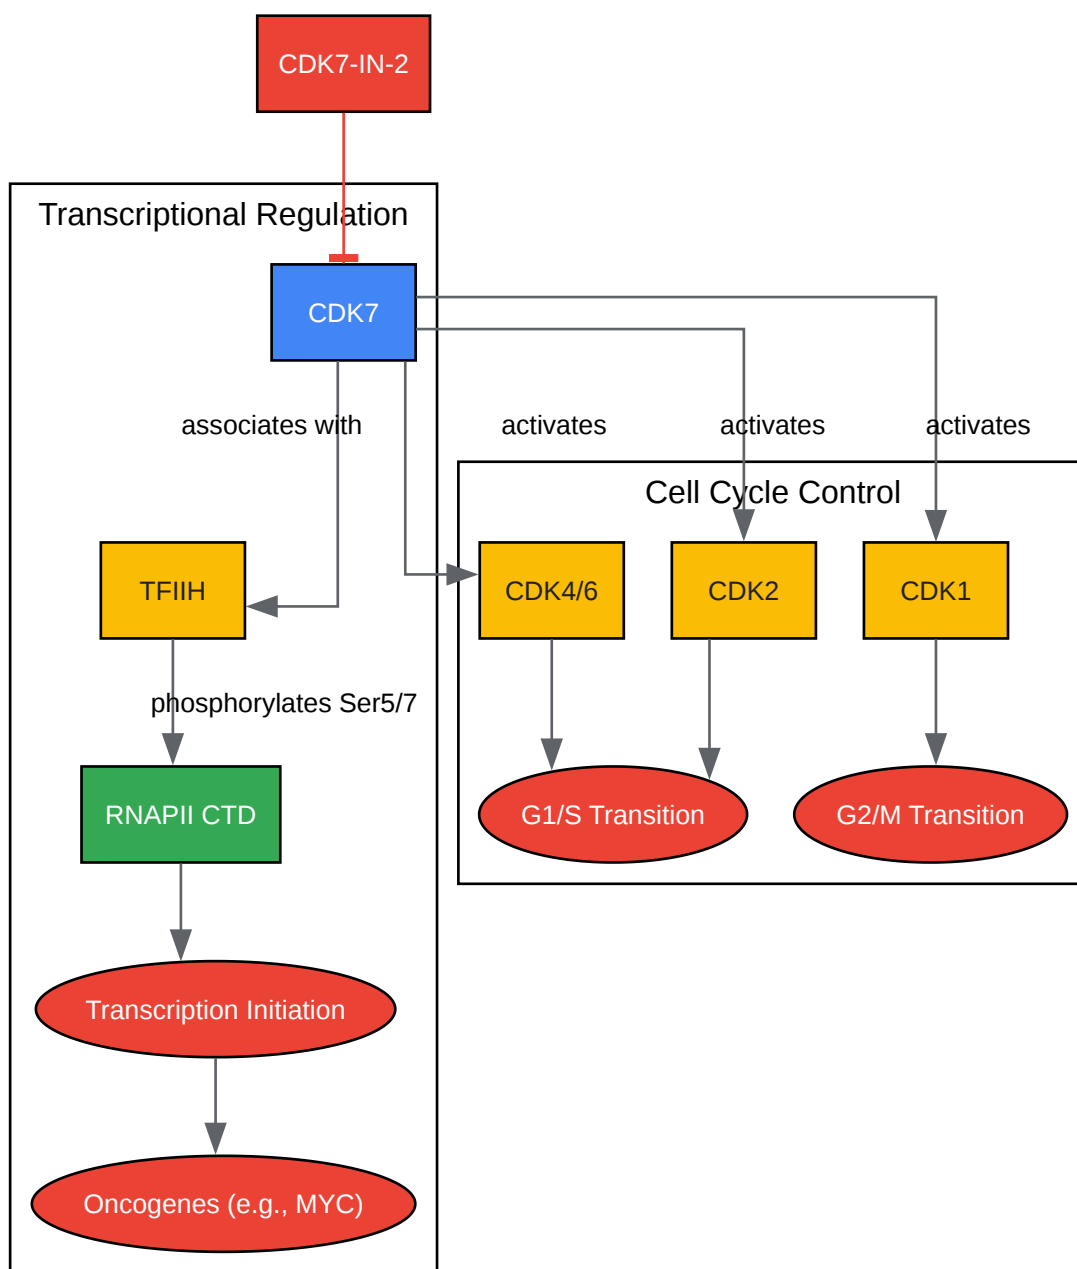 CDK7-IN-2
Transcriptional Regulation
CDK7
associates with
activates
activates
activates
Cell Cycle Control
TFIIH
CDK4/6
CDK2
CDK1
phosphorylates Ser5/7
RNAPII CTD
G1/S Transition
G2/M Transition
Transcription Initiation
Oncogenes (e.g., MYC)